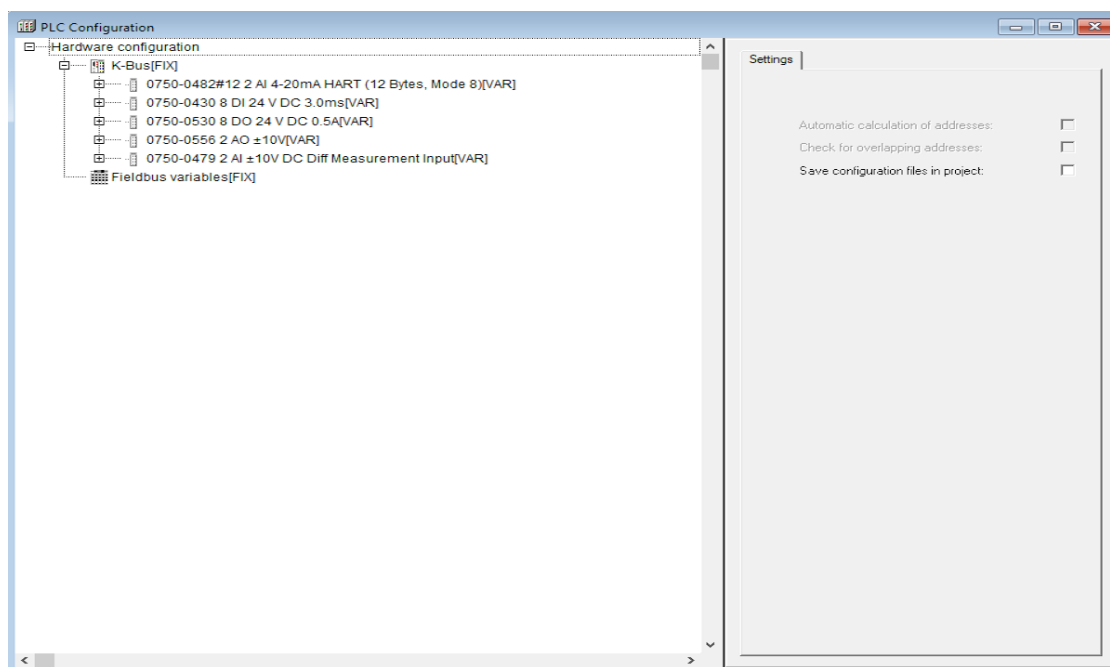 PLC Configuration
Hardware configuration
K-Bus[FIX]
0750-0482#12 2 AI 4-20mA HART (12 Bytes, Mode 8)[VAR]
0750-0430 8 DI 24 V DC 3.0ms[VAR]
0750-0530 8 DO 24 V DC 0.5A[VAR]
0750-0556 2 AO ±10V[VAR]
0750-0479 2 AI ±10V DC Diff Measurement Input[VAR]
Fieldbus variables[FIX]
Settings
Automatic calculation of addresses:
Check for overlapping addresses:
Save configuration files in project: